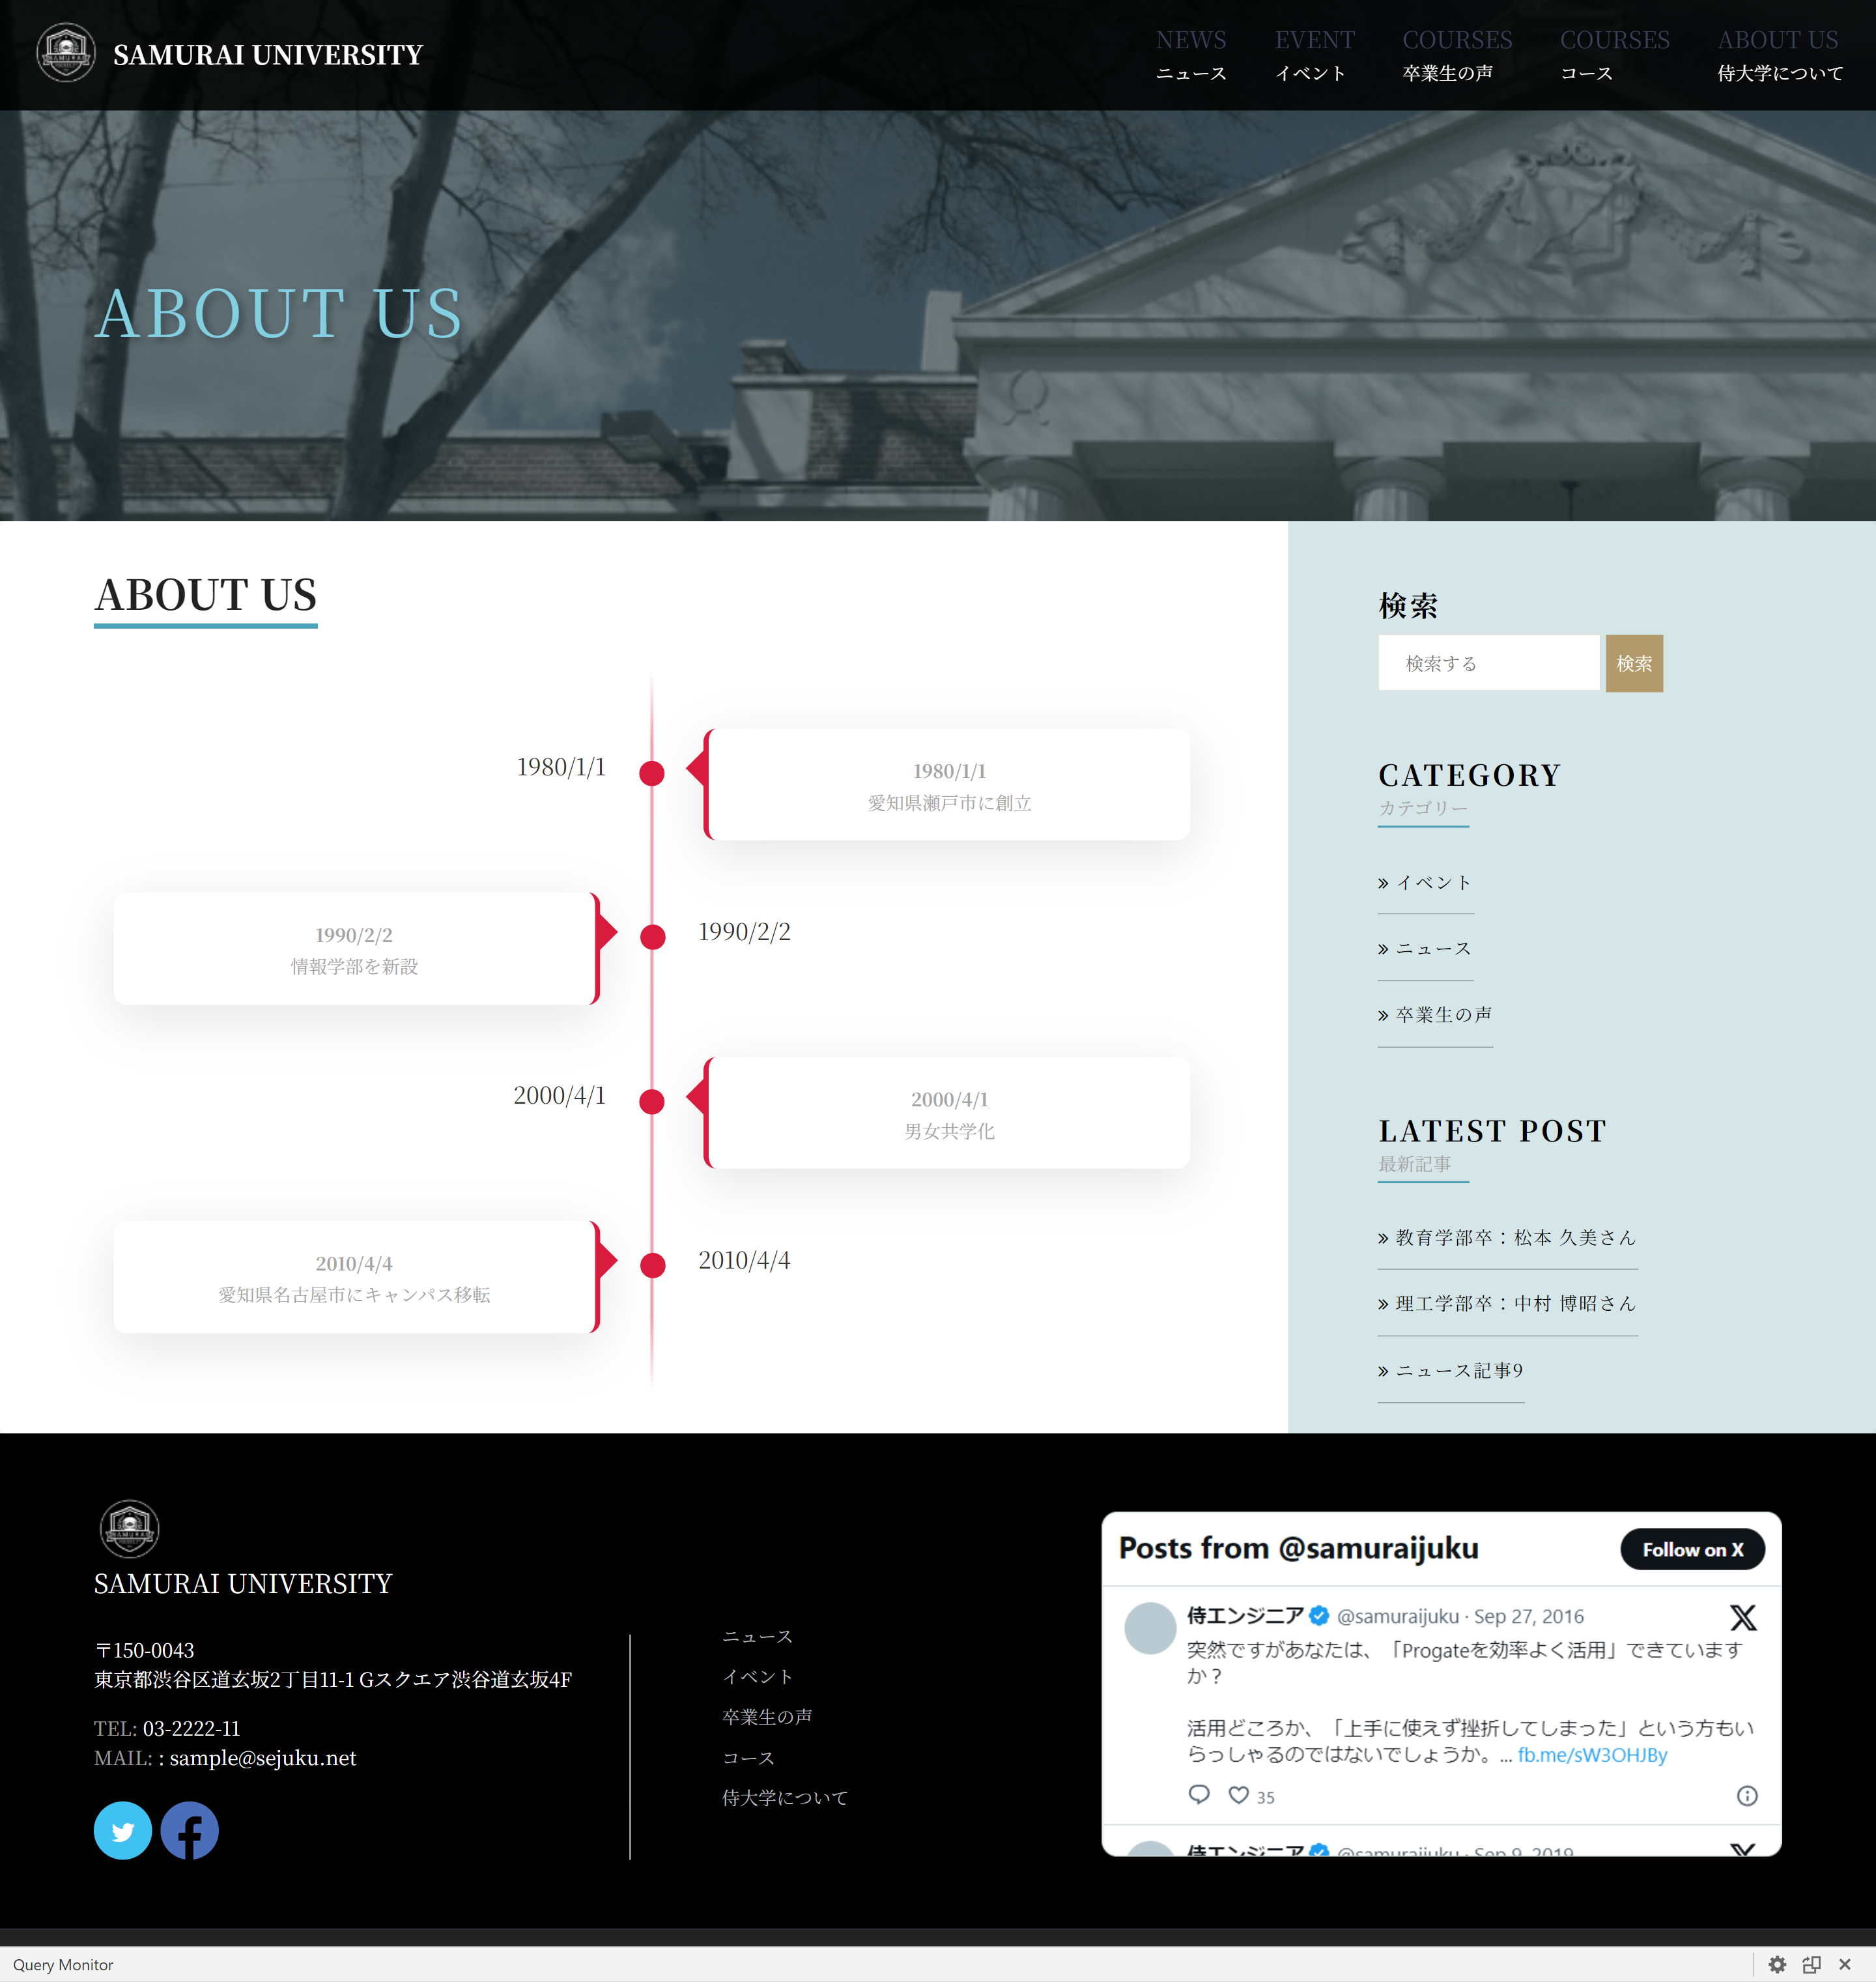 SAMURAI UNIVERSITY
NEWS
ニュース
EVENT
イベント
COURSES
卒業生の声
COURSES
コース
ABOUT US
侍大学について
ABOUT US
ABOUT US
1980/1/1
1980/1/1
愛知県瀬戸市に創立
1990/2/2
情報学部を新設
1990/2/2
2000/4/1
2000/4/1
男女共学化
2010/4/4
愛知県名古屋市にキャンパス移転
2010/4/4
検索
検索する
検索
CATEGORY
カテゴリー
» イベント
» ニュース
» 卒業生の声
LATEST POST
最新記事
» 教育学部卒：松本 久美さん
» 理工学部卒：中村 博昭さん
» ニュース記事9
SAMURAI
SAMURAI UNIVERSITY
〒150-0043
東京都渋谷区道玄坂2丁目11-1 Gスクエア渋谷道玄坂4F
TEL: 03-2222-11
MAIL: : sample@sejuku.net
ニュース
イベント
卒業生の声
コース
侍大学について
Posts from @samuraijuku
Follow on X
侍エンジニア @samuraijuku · Sep 27, 2016
突然ですがあなたは、「Progateを効率よく活用」できています
か？
活用どころか、「上手に使えず挫折してしまった」という方もい
らっしゃるのではないでしょうか。... fb.me/sW3OHJBy
35
侍エンジニア @samuraijuku · Sep 9, 2019
Query Monitor